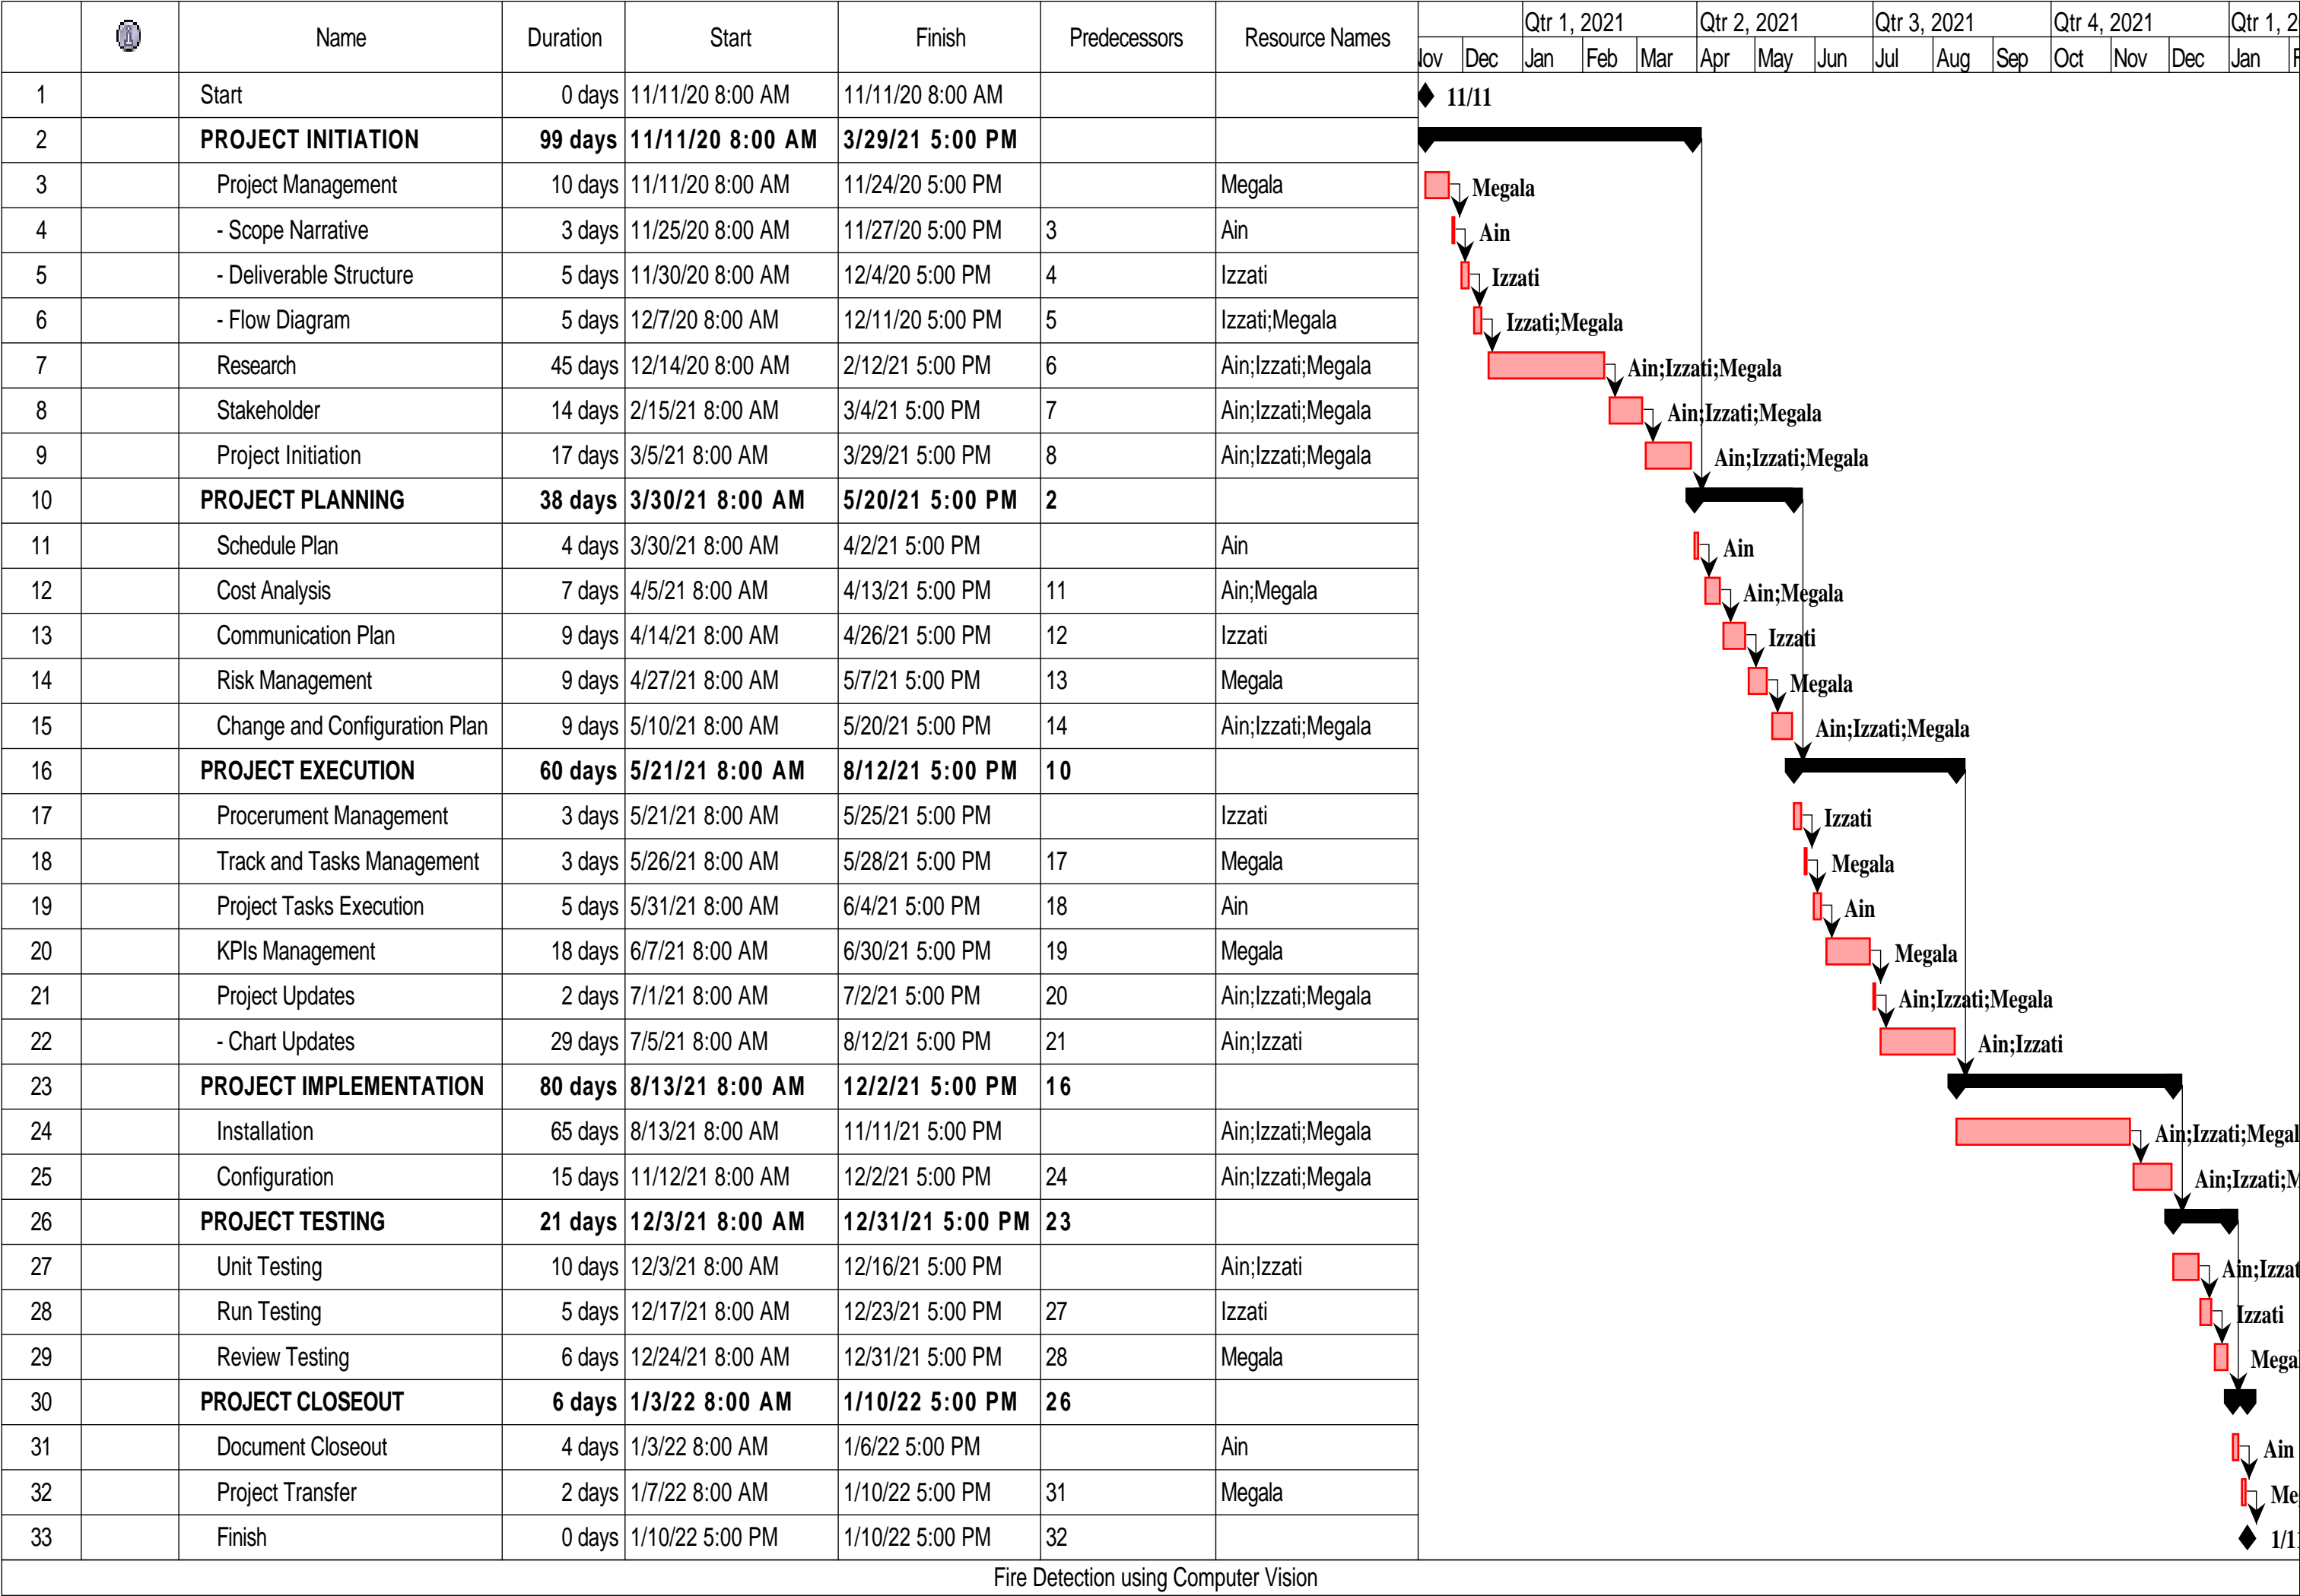 Name Duration Start Finish Predecessors Resource Names
Qtr 1, 2021 Qtr 2, 2021 Qtr 3, 2021 Qtr 4, 2021 Qtr 1, 2
Nov Dec Jan Feb Mar Apr May Jun Jul Aug Sep Oct Nov Dec Jan F
1 Start 0 days 11/11/20 8:00 AM 11/11/20 8:00 AM 11/11
2 PROJECT INITIATION 99 days 11/11/20 8:00 AM 3/29/21 5:00 PM
3 Project Management 10 days 11/11/20 8:00 AM 11/24/20 5:00 PM Megala Megala
4 - Scope Narrative 3 days 11/25/20 8:00 AM 11/27/20 5:00 PM 3 Ain Ain
5 - Deliverable Structure 5 days 11/30/20 8:00 AM 12/4/20 5:00 PM 4 Izzati Izzati
6 - Flow Diagram 5 days 12/7/20 8:00 AM 12/11/20 5:00 PM 5 Izzati;Megala Izzati;Megala
7 Research 45 days 12/14/20 8:00 AM 2/12/21 5:00 PM 6 Ain;Izzati;Megala Ain;Izzati;Megala
8 Stakeholder 14 days 2/15/21 8:00 AM 3/4/21 5:00 PM 7 Ain;Izzati;Megala Ain;Izzati;Megala
9 Project Initiation 17 days 3/5/21 8:00 AM 3/29/21 5:00 PM 8 Ain;Izzati;Megala Ain;Izzati;Megala
10 PROJECT PLANNING 38 days 3/30/21 8:00 AM 5/20/21 5:00 PM 2
11 Schedule Plan 4 days 3/30/21 8:00 AM 4/2/21 5:00 PM Ain Ain
12 Cost Analysis 7 days 4/5/21 8:00 AM 4/13/21 5:00 PM 11 Ain;Megala Ain;Megala
13 Communication Plan 9 days 4/14/21 8:00 AM 4/26/21 5:00 PM 12 Izzati Izzati
14 Risk Management 9 days 4/27/21 8:00 AM 5/7/21 5:00 PM 13 Megala Megala
15 Change and Configuration Plan 9 days 5/10/21 8:00 AM 5/20/21 5:00 PM 14 Ain;Izzati;Megala Ain;Izzati;Megala
16 PROJECT EXECUTION 60 days 5/21/21 8:00 AM 8/12/21 5:00 PM 10
17 Procerument Management 3 days 5/21/21 8:00 AM 5/25/21 5:00 PM Izzati Izzati
18 Track and Tasks Management 3 days 5/26/21 8:00 AM 5/28/21 5:00 PM 17 Megala Megala
19 Project Tasks Execution 5 days 5/31/21 8:00 AM 6/4/21 5:00 PM 18 Ain Ain
20 KPIs Management 18 days 6/7/21 8:00 AM 6/30/21 5:00 PM 19 Megala Megala
21 Project Updates 2 days 7/1/21 8:00 AM 7/2/21 5:00 PM 20 Ain;Izzati;Megala Ain;Izzati;Megala
22 - Chart Updates 29 days 7/5/21 8:00 AM 8/12/21 5:00 PM 21 Ain;Izzati Ain;Izzati
23 PROJECT IMPLEMENTATION 80 days 8/13/21 8:00 AM 12/2/21 5:00 PM 16
24 Installation 65 days 8/13/21 8:00 AM 11/11/21 5:00 PM Ain;Izzati;Megala Ain;Izzati;Megal
25 Configuration 15 days 11/12/21 8:00 AM 12/2/21 5:00 PM 24 Ain;Izzati;Megala Ain;Izzati;M
26 PROJECT TESTING 21 days 12/3/21 8:00 AM 12/31/21 5:00 PM 23
27 Unit Testing 10 days 12/3/21 8:00 AM 12/16/21 5:00 PM Ain;Izzati Ain;Izzat
28 Run Testing 5 days 12/17/21 8:00 AM 12/23/21 5:00 PM 27 Izzati Izzati
29 Review Testing 6 days 12/24/21 8:00 AM 12/31/21 5:00 PM 28 Megala Mega
30 PROJECT CLOSEOUT 6 days 1/3/22 8:00 AM 1/10/22 5:00 PM 26
31 Document Closeout 4 days 1/3/22 8:00 AM 1/6/22 5:00 PM Ain Ain
32 Project Transfer 2 days 1/7/22 8:00 AM 1/10/22 5:00 PM 31 Megala Me
33 Finish 0 days 1/10/22 5:00 PM 1/10/22 5:00 PM 32 1/1
Fire Detection using Computer Vision